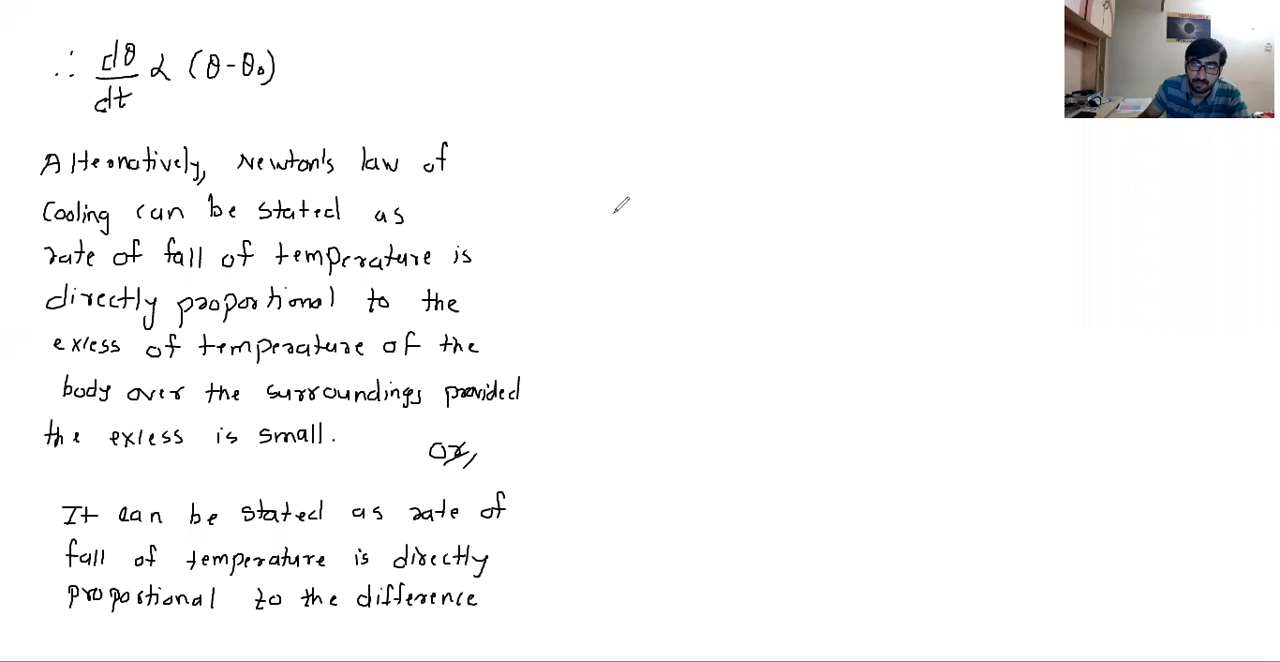 ∴ dθ/dt ∝ (θ-θ₀)
Alternatively, Newton's law of
Cooling can be stated as
rate of fall of temperature is
directly proportional to the
exless of temperature of the
body over the surroundings provided
the exless is small.
Or,
It can be stated as rate of
fall of temperature is directly
proportional to the difference